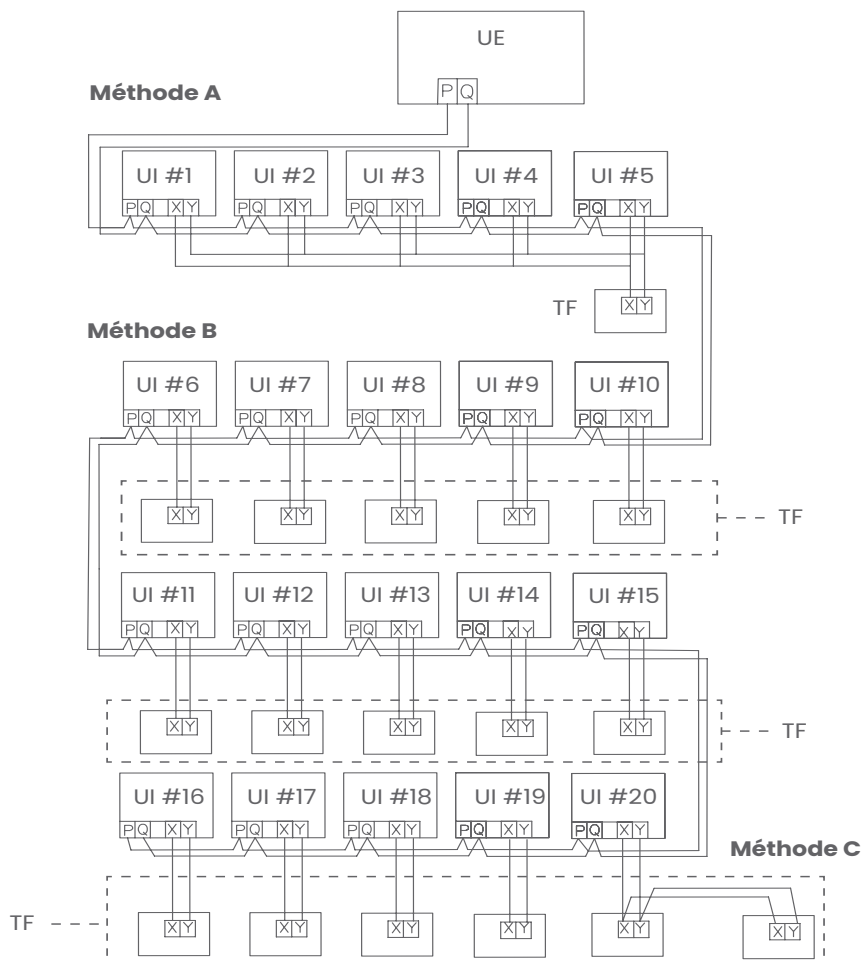 UE
P Q
Méthode A
UI #1 UI #2 UI #3 UI #4 UI #5
P Q X Y P Q X Y P Q X Y P Q X Y P Q X Y
TF X Y
Méthode B
UI #6 UI #7 UI #8 UI #9 UI #10
P Q X Y P Q X Y P Q X Y P Q X Y P Q X Y
X Y X Y X Y X Y X Y TF
UI #11 UI #12 UI #13 UI #14 UI #15
P Q X Y P Q X Y P Q X Y P Q X Y P Q X Y
X Y X Y X Y X Y X Y TF
UI #16 UI #17 UI #18 UI #19 UI #20
P Q X Y P Q X Y P Q X Y P Q X Y P Q X Y
Méthode C
TF X Y X Y X Y X Y X Y X Y